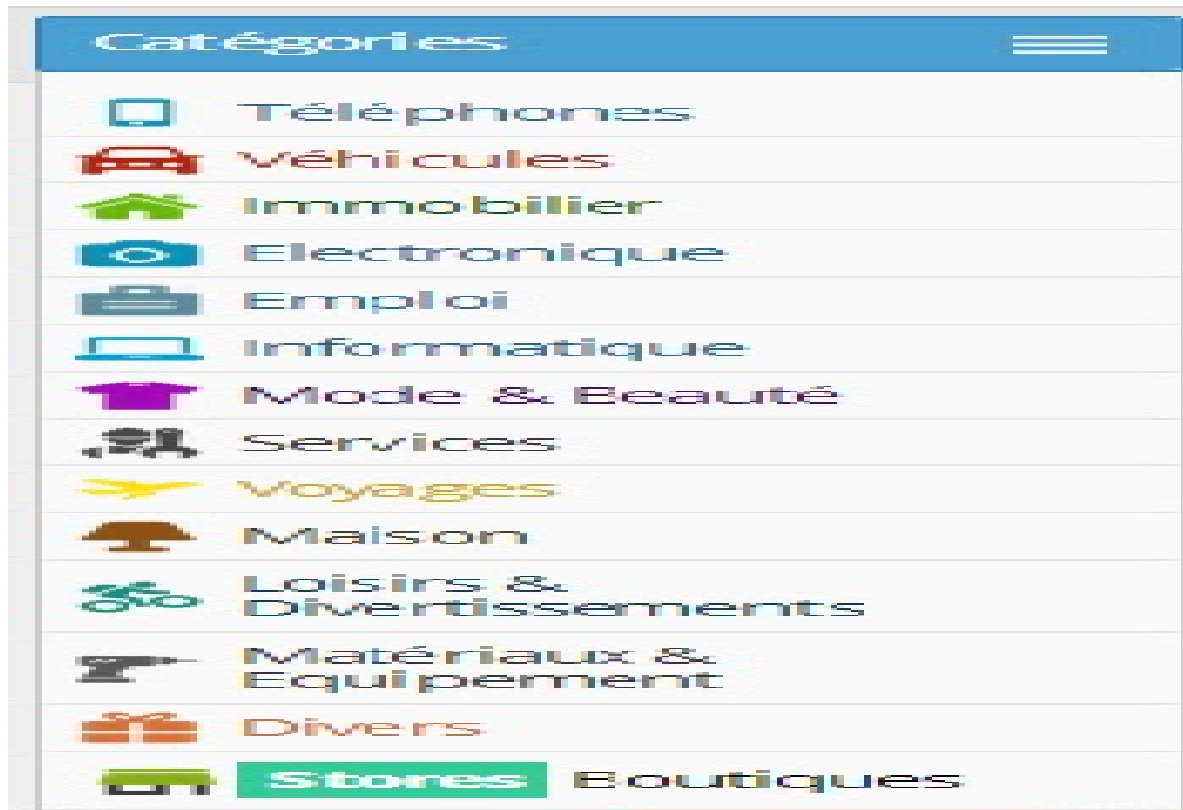 Catégories
Téléphones
Véhicules
Immobilier
Electronique
Emploi
Informatique
Mode & Beauté
Services
Voyages
Maison
Loisirs &
Divertissements
Matériaux &
Equipement
Divers
Stores Boutiques